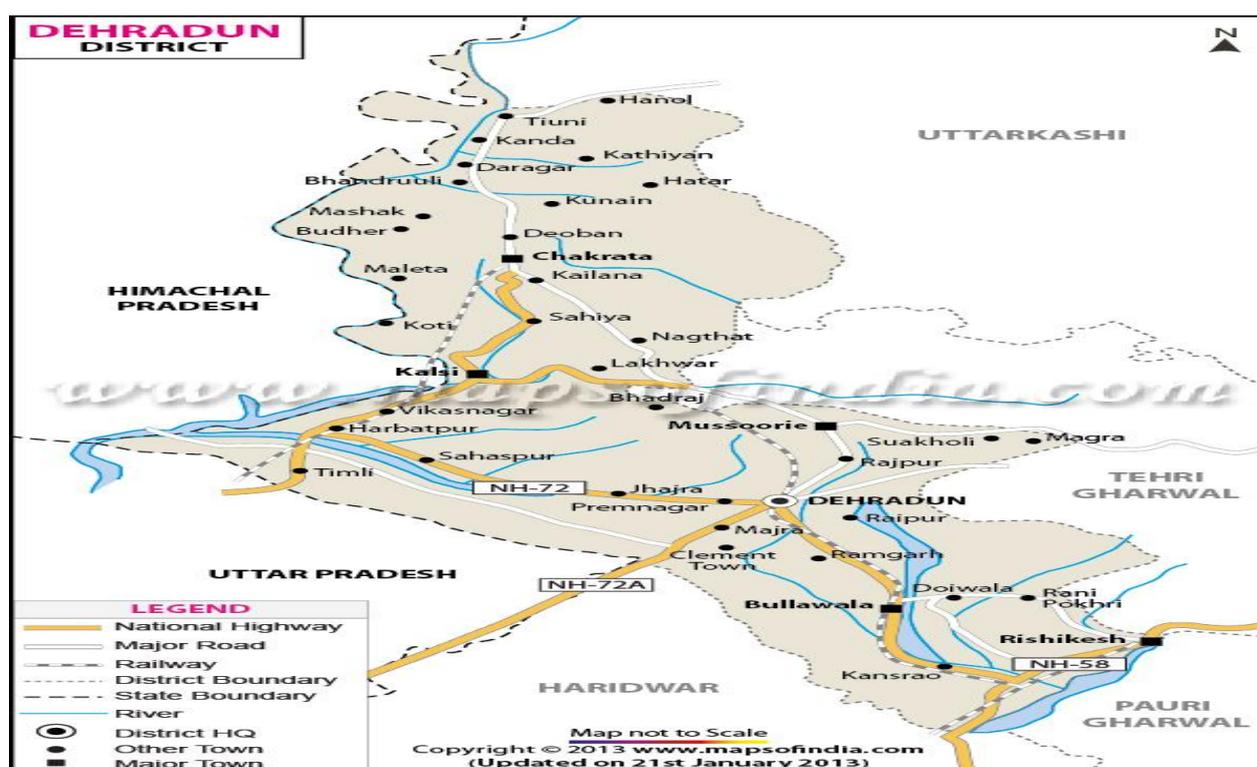 DEHRADUN
DISTRICT
N
Hanol
Tiuni
UTTARKASHI
Kanda
Kathiyan
Daragar
Bhandruuli
Hatar
Kunain
Mashak
Budher
Deoban
Chakrata
Maleta
Kailana
HIMACHAL
PRADESH
Koti
Sahiya
Nagthat
Lakhwar
Kalsi
www.mapsofindia.com
Bhadraj
Vikasnagar
Harbatpur
Mussoorie
Suakholi
Magra
Sahaspur
Rajpur
Timli
TEHRI
GHARWAL
NH-72
Jhajra
Premnagar
DEHRADUN
Raipur
Majra
Clement
Town
Ramgarh
UTTAR PRADESH
NH-72A
Doiwala
Rani
Pokhri
Bullawala
Rishikesh
NH-58
Kansrao
HARIDWAR
PAURI
GHARWAL
LEGEND
National Highway
Major Road
Railway
District Boundary
State Boundary
River
District HQ
Other Town
Major Town
Map not to Scale
Copyright © 2013 www.mapsofindia.com
(Updated on 21st January 2013)